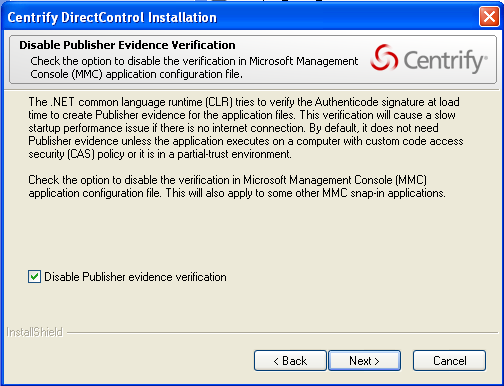 Centrify DirectControl Installation
Disable Publisher Evidence Verification
Check the option to disable the verification in Microsoft Management
Console (MMC) application configuration file.
Centrify
The .NET common language runtime (CLR) tries to verify the Authenticode signature at load
time to create Publisher evidence for the application files. This verification will cause a slow
startup performance issue if there is no internet connection. By default, it does not need
Publisher evidence unless the application executes on a computer with custom code access
security (CAS) policy or it is in a partial-trust environment.
Check the option to disable the verification in Microsoft Management Console (MMC)
application configuration file. This will also apply to some other MMC snap-in applications.
Disable Publisher evidence verification
InstallShield
< Back
Next >
Cancel